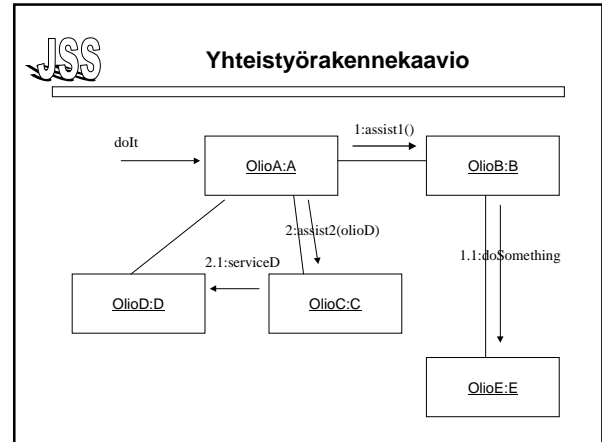 JSS
Yhteistyörakennekaavio
1:assist1()
doIt
OlioA:A
OlioB:B
2:assist2(olioD)
2.1:serviceD
1.1:doSomething
OlioD:D
OlioC:C
OlioE:E